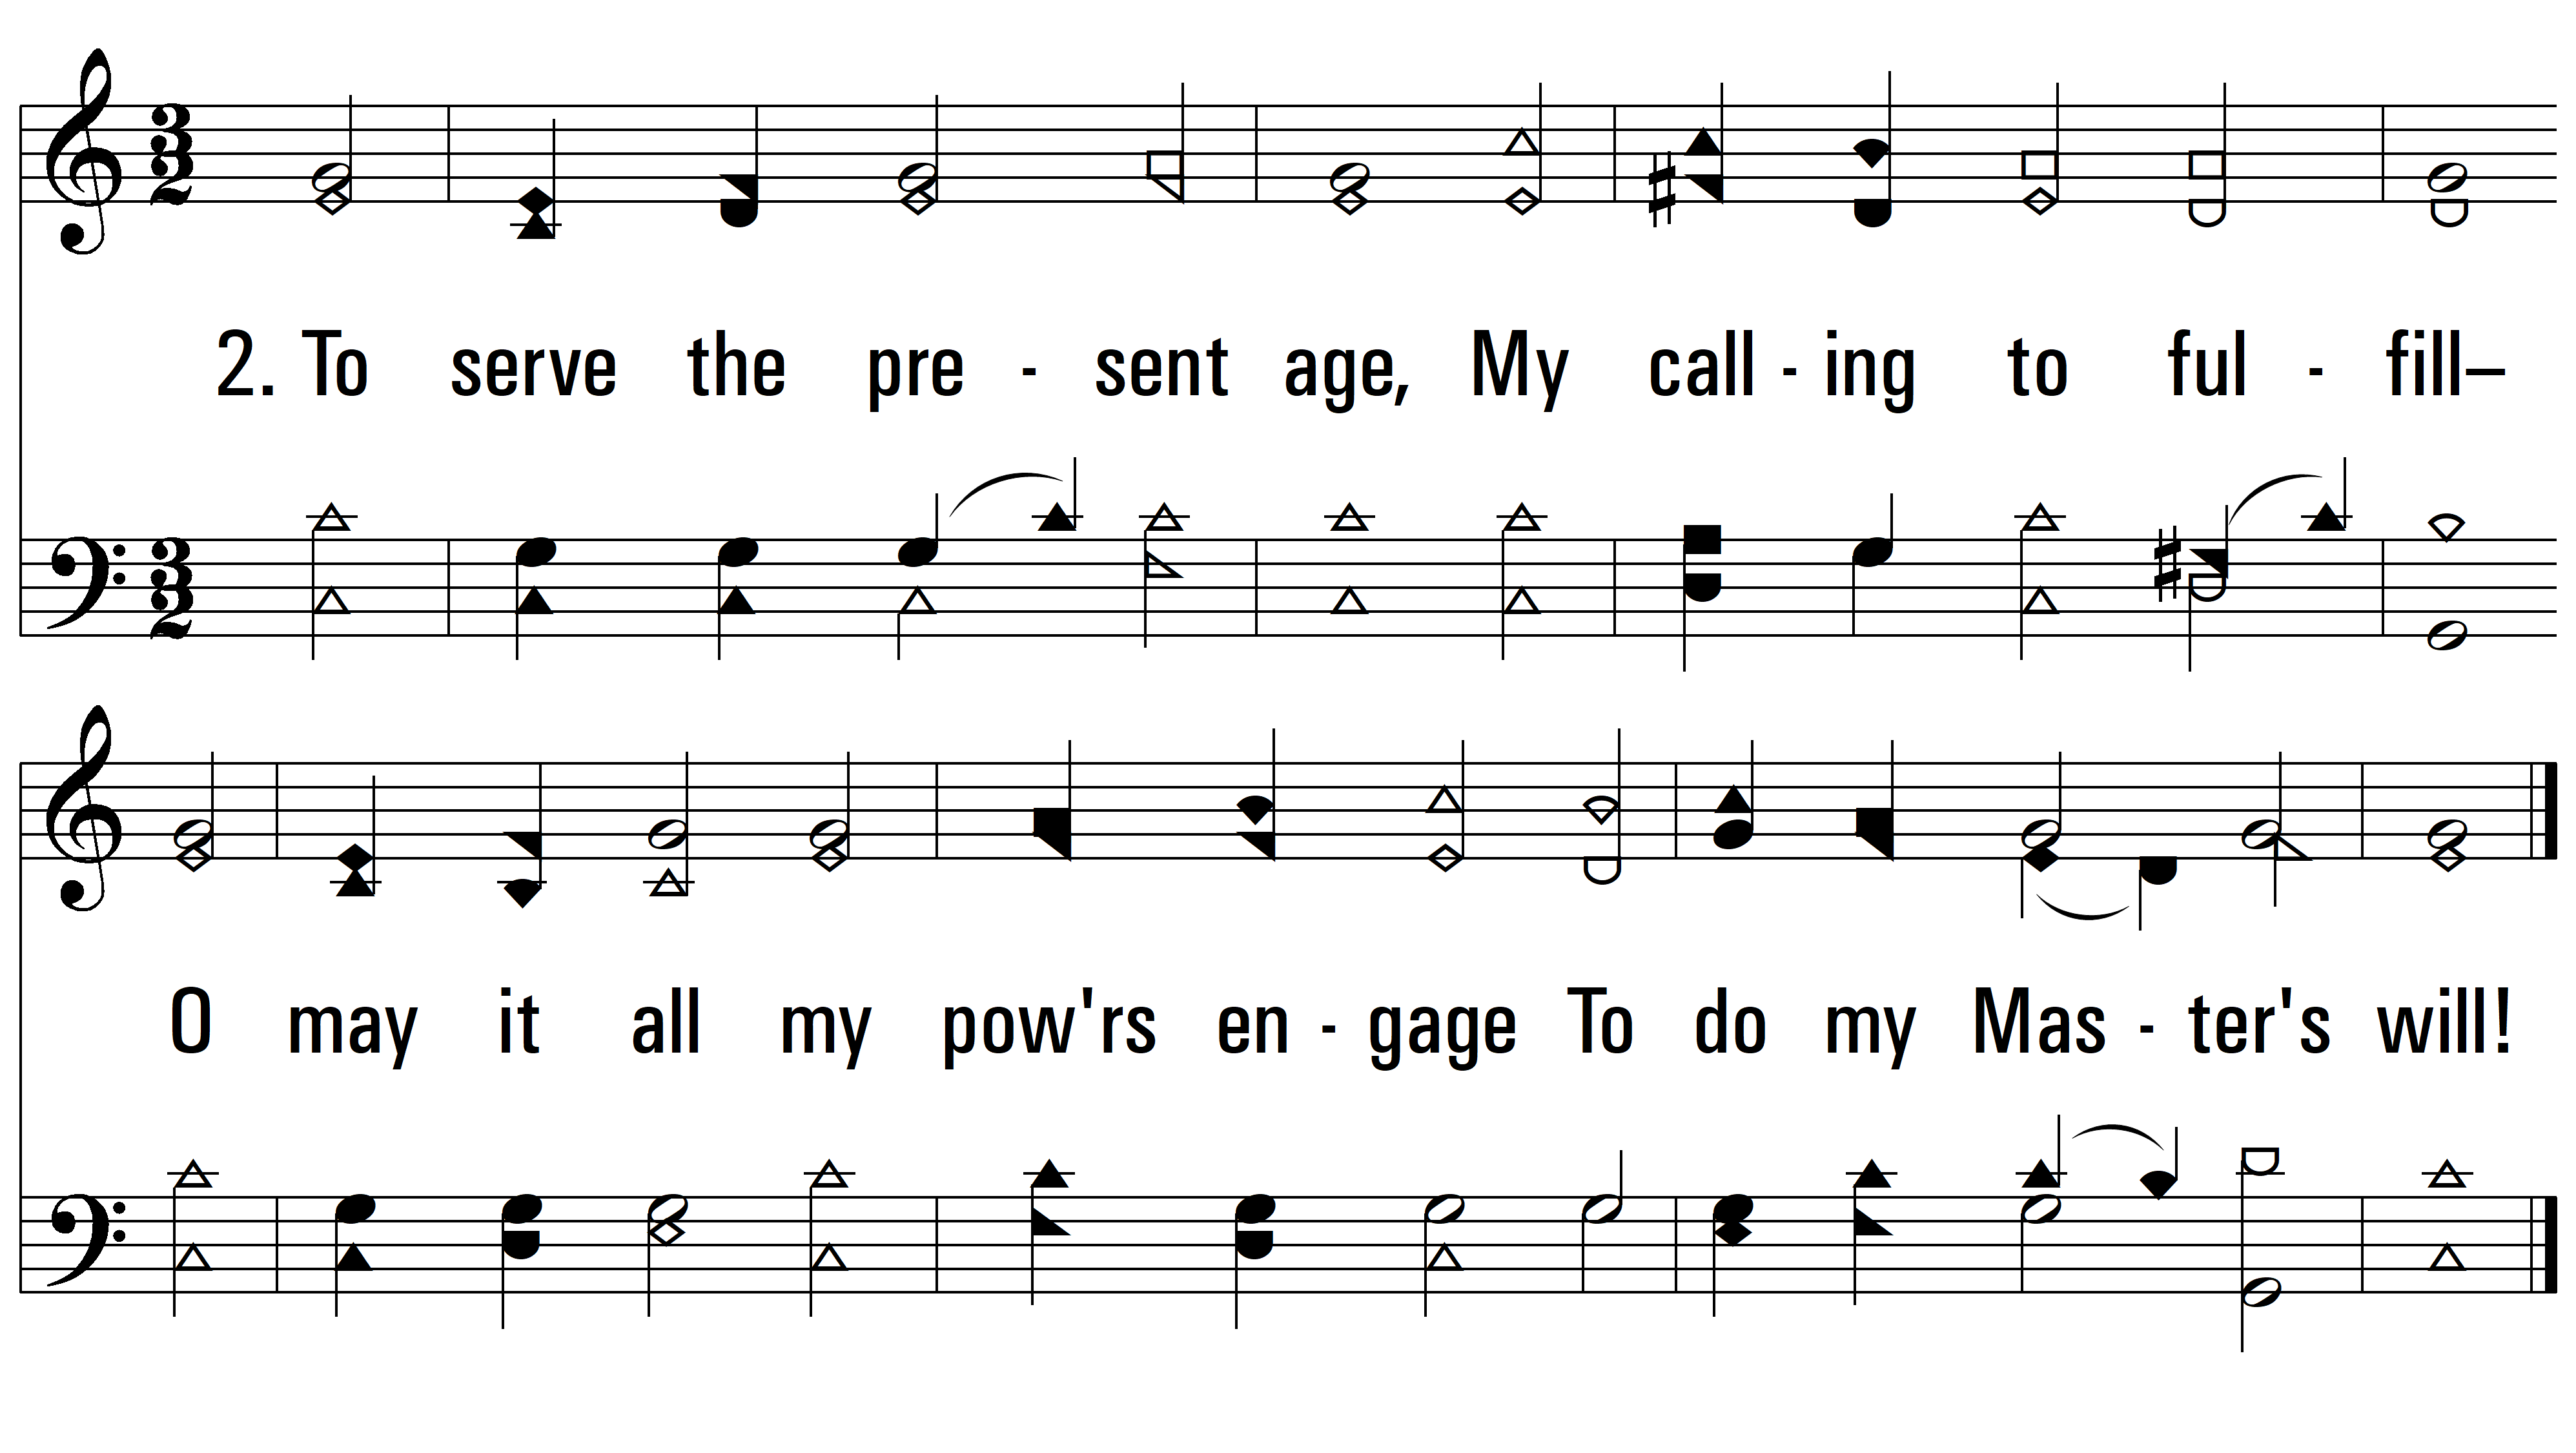 2. To serve the pre - sent age, My call - ing to ful - fill–
O may it all my pow'rs en - gage To do my Mas - ter's will!